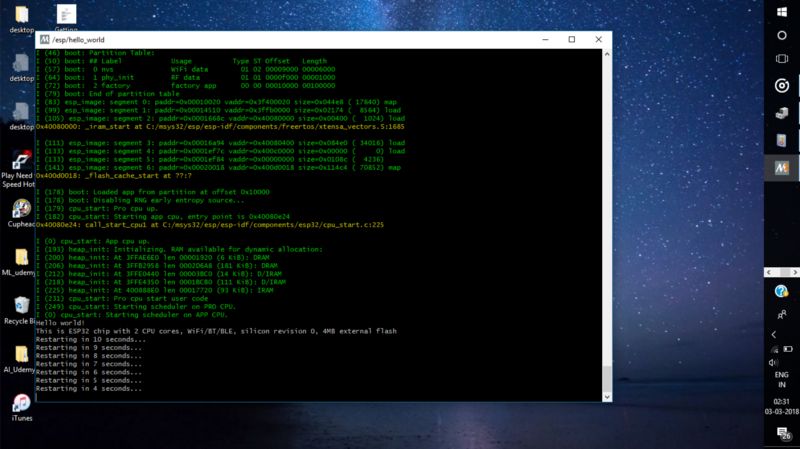 desktop
desktop
desktop
Play Need
Speed Hot
Cuphead
ML_udemy
Recycle Bi
AI_Udemy
iTunes
Getting
/esp/hello_world
I (46) boot: Partition Table:
I (50) boot: ## Label Usage Type ST Offset Length
I (57) boot: 0 nvs WiFi data 01 02 00009000 00006000
I (64) boot: 1 phy_init RF data 01 01 0000f000 00001000
I (72) boot: 2 factory factory app 00 00 00010000 00100000
I (79) boot: End of partition table
I (83) esp_image: segment 0: paddr=0x00010020 vaddr=0x3f400020 size=0x044e8 ( 17640) map
I (99) esp_image: segment 1: paddr=0x00014510 vaddr=0x3ffb0000 size=0x02174 ( 8564) load
I (105) esp_image: segment 2: paddr=0x0001668c vaddr=0x40080000 size=0x00400 ( 1024) load
0x40080000: _iram_start at C:/msys32/esp/esp-idf/components/freertos/xtensa_vectors.S:1685
I (111) esp_image: segment 3: paddr=0x00016a94 vaddr=0x40080400 size=0x084e0 ( 34016) load
I (133) esp_image: segment 4: paddr=0x0001ef7c vaddr=0x400c0000 size=0x00000 ( 0) load
I (133) esp_image: segment 5: paddr=0x0001ef84 vaddr=0x00000000 size=0x0108c ( 4236)
I (141) esp_image: segment 6: paddr=0x00020018 vaddr=0x400d0018 size=0x114c4 ( 70852) map
0x400d0018: _flash_cache_start at ??:?
I (178) boot: Loaded app from partition at offset 0x10000
I (178) boot: Disabling RNG early entropy source...
I (179) cpu_start: Pro cpu up.
I (182) cpu_start: Starting app cpu, entry point is 0x40080e24
0x40080e24: call_start_cpu1 at C:/msys32/esp/esp-idf/components/esp32/cpu_start.c:225
I (0) cpu_start: App cpu up.
I (193) heap_init: Initializing. RAM available for dynamic allocation:
I (200) heap_init: At 3FFAE6E0 len 00001920 (6 KiB): DRAM
I (206) heap_init: At 3FFB2958 len 0002D6A8 (181 KiB): DRAM
I (212) heap_init: At 3FFE0440 len 00003BC0 (14 KiB): D/IRAM
I (218) heap_init: At 3FFE4350 len 0001BCB0 (111 KiB): D/IRAM
I (225) heap_init: At 400888E0 len 00017720 (93 KiB): IRAM
I (231) cpu_start: Pro cpu start user code
I (249) cpu_start: Starting scheduler on PRO CPU.
I (0) cpu_start: Starting scheduler on APP CPU.
Hello world!
This is ESP32 chip with 2 CPU cores, WiFi/BT/BLE, silicon revision 0, 4MB external flash
Restarting in 10 seconds...
Restarting in 9 seconds...
Restarting in 8 seconds...
Restarting in 7 seconds...
Restarting in 6 seconds...
Restarting in 5 seconds...
Restarting in 4 seconds...
ENG
IN
02:31
03-03-2018
26